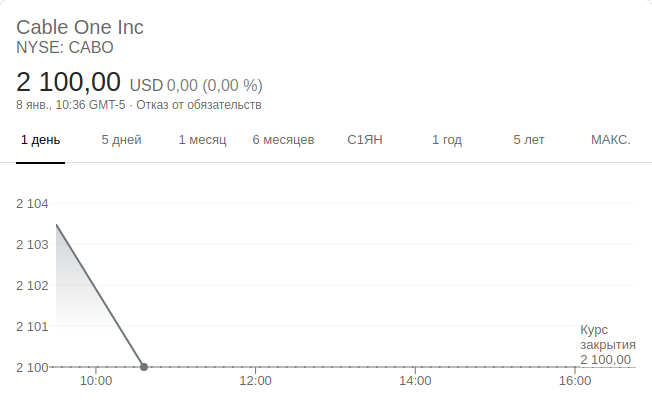 Cable One Inc
NYSE: CABO
2 100,00 USD 0,00 (0,00 %)
8 янв., 10:36 GMT-5 · Отказ от обязательств
1 день 5 дней 1 месяц 6 месяцев С1ЯН 1 год 5 лет МАКС.
2 104
2 103
2 102
2 101
Курс
закрытия
2 100,00
2 100
10:00 12:00 14:00 16:00